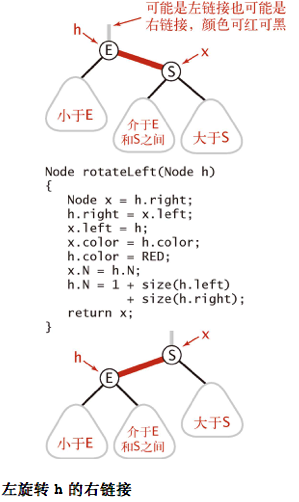 可能是左链接也可能是
右链接，颜色可红可黑
h
E
x
S
小于E
介于E
和S之间
大于S
Node rotateLeft(Node h)
{
Node x = h.right;
h.right = x.left;
x.left = h;
x.color = h.color;
h.color = RED;
x.N = h.N;
h.N = 1 + size(h.left)
+ size(h.right);
return x;
}
x
S
h
E
小于E
介于E
和S之间
大于S
左旋转 h 的右链接